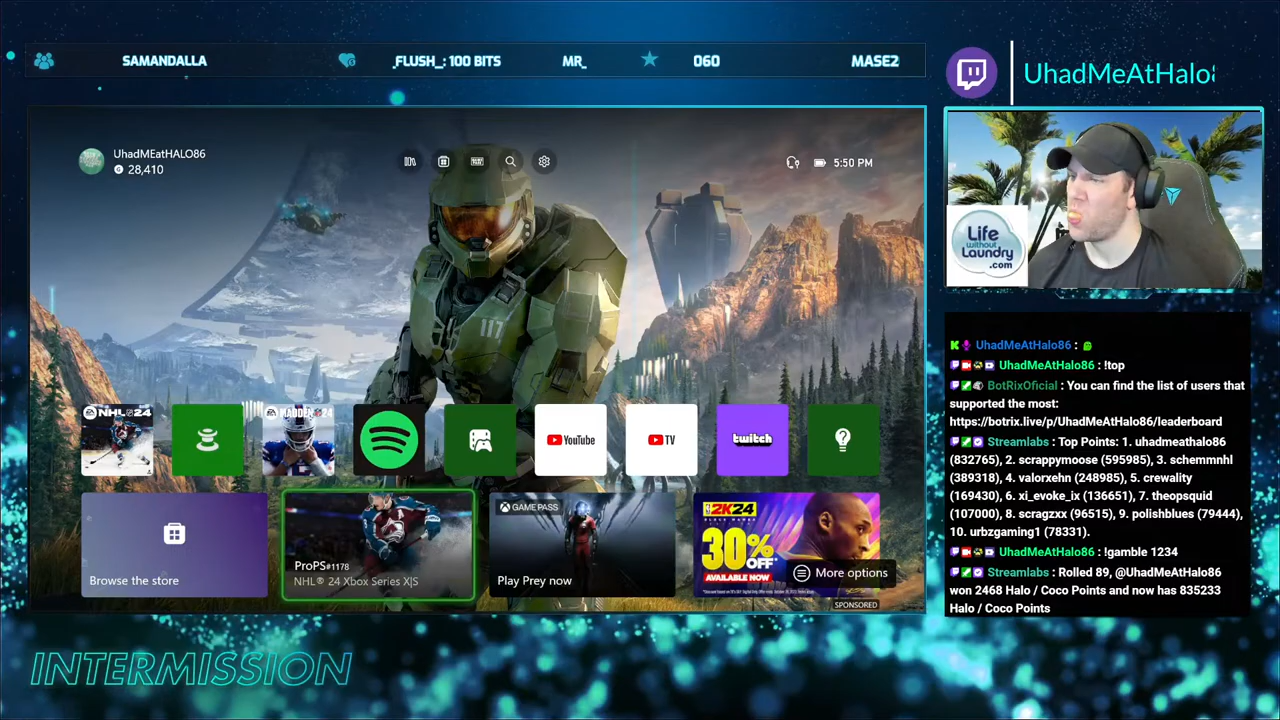 SAMANDALLA
_FLUSH_: 100 BITS
MR_
060
MASE2
UhadMeAtHalo8
UhadMEatHALO86
28,410
5:50 PM
117
Life
without
Laundry
.com
EA NHL 24
EA MADDEN 24
YouTube
TV
twitch
Browse the store
ProPS#1178
NHL® 24 Xbox Series X|S
XBOX GAME PASS
Play Prey now
2K24
30%
OFF
AVAILABLE NOW
More options
SPONSORED
UhadMeAtHalo86 :
UhadMeAtHalo86 : !top
BotRixOficial : You can find the list of users that
supported the most:
https://botrix.live/p/UhadMeAtHalo86/leaderboard
Streamlabs : Top Points: 1. uhadmeathalo86
(832765), 2. scrappymoose (595985), 3. schemmnhl
(389318), 4. valorxehn (248985), 5. crewality
(169430), 6. xi_evoke_ix (136651), 7. theopsquid
(107000), 8. scragzxx (96515), 9. polishblues (79444),
10. urbzgaming1 (78331).
UhadMeAtHalo86 : !gamble 1234
Streamlabs : Rolled 89, @UhadMeAtHalo86
won 2468 Halo / Coco Points and now has 835233
Halo / Coco Points
INTERMISSION